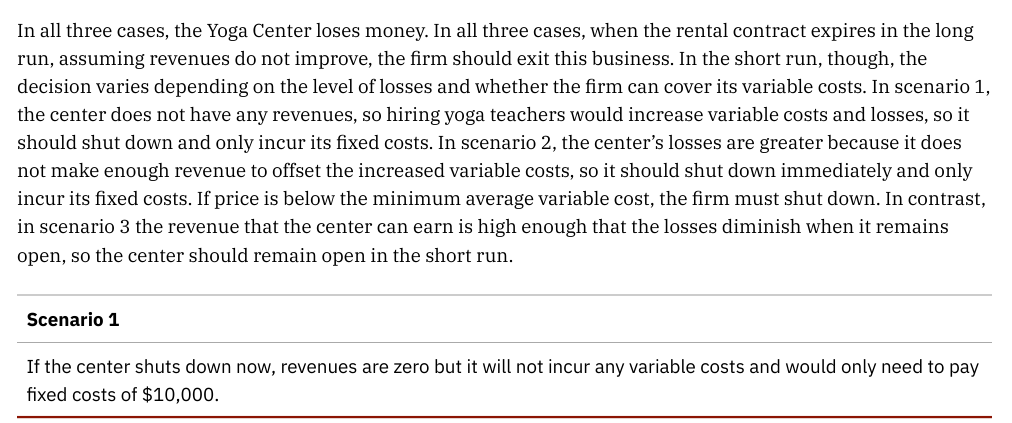 In all three cases, the Yoga Center loses money. In all three cases, when the rental contract expires in the long
run, assuming revenues do not improve, the firm should exit this business. In the short run, though, the
decision varies depending on the level of losses and whether the firm can cover its variable costs. In scenario 1,
the center does not have any revenues, so hiring yoga teachers would increase variable costs and losses, so it
should shut down and only incur its fixed costs. In scenario 2, the center’s losses are greater because it does
not make enough revenue to offset the increased variable costs, so it should shut down immediately and only
incur its fixed costs. If price is below the minimum average variable cost, the firm must shut down. In contrast,
in scenario 3 the revenue that the center can earn is high enough that the losses diminish when it remains
open, so the center should remain open in the short run.
Scenario 1
If the center shuts down now, revenues are zero but it will not incur any variable costs and would only need to pay
fixed costs of $10,000.